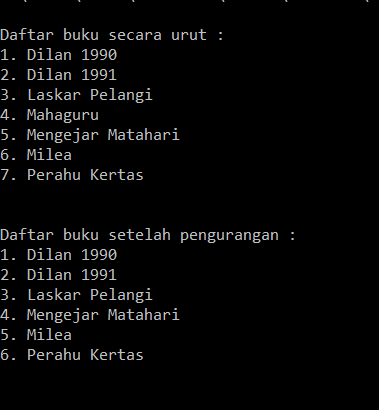 Daftar buku secara urut :
1. Dilan 1990
2. Dilan 1991
3. Laskar Pelangi
4. Mahaguru
5. Mengejar Matahari
6. Milea
7. Perahu Kertas
Daftar buku setelah pengurangan :
1. Dilan 1990
2. Dilan 1991
3. Laskar Pelangi
4. Mengejar Matahari
5. Milea
6. Perahu Kertas